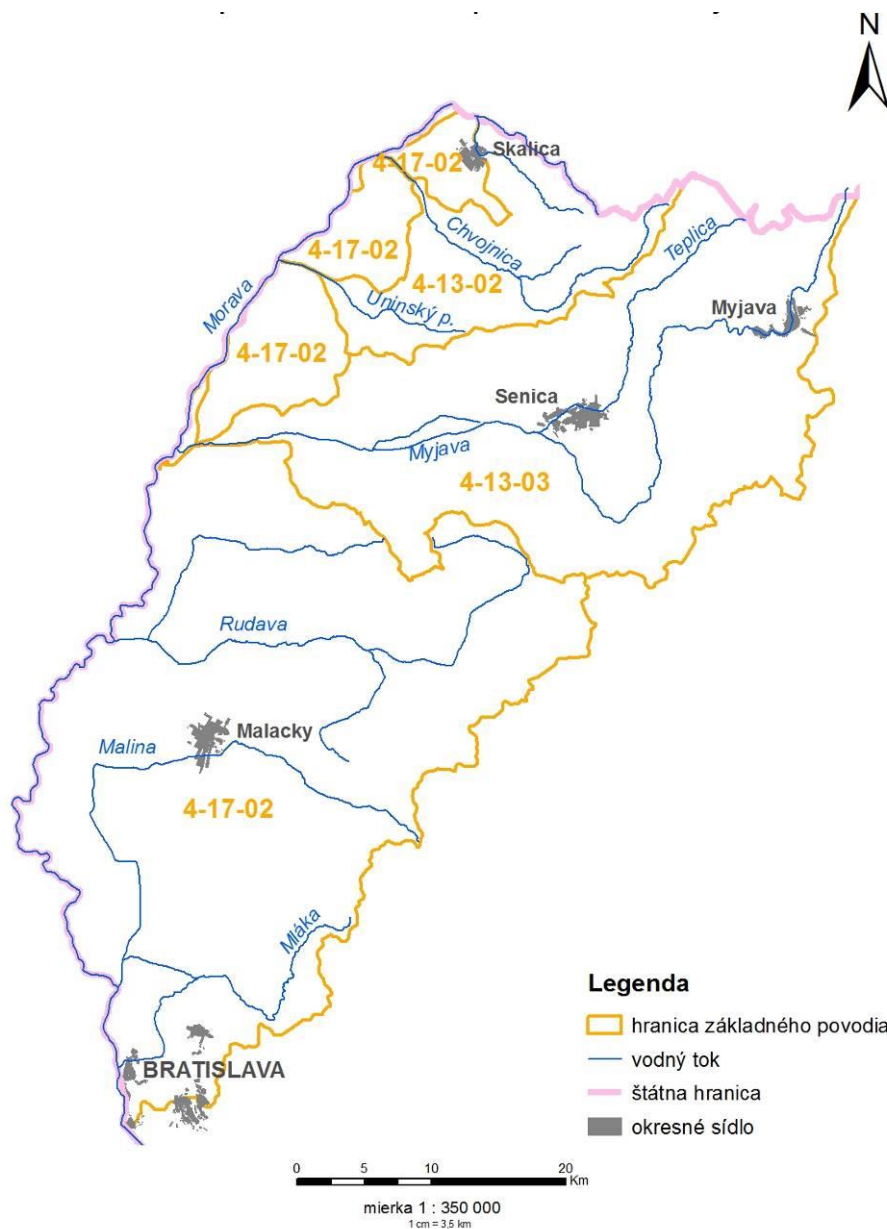 N
Skalica
4-17-02
Chvojnica
Teplica
4-17-02
4-13-02
Morava
Uninský p.
Myjava
4-17-02
Senica
Myjava
4-13-03
Rudava
Malacky
Malina
4-17-02
Mláka
BRATISLAVA
Legenda
hranica základného povodia
vodný tok
štátna hranica
okresné sídlo
0 5 10 20
Km
mierka 1 : 350 000
1 cm = 3,5 km